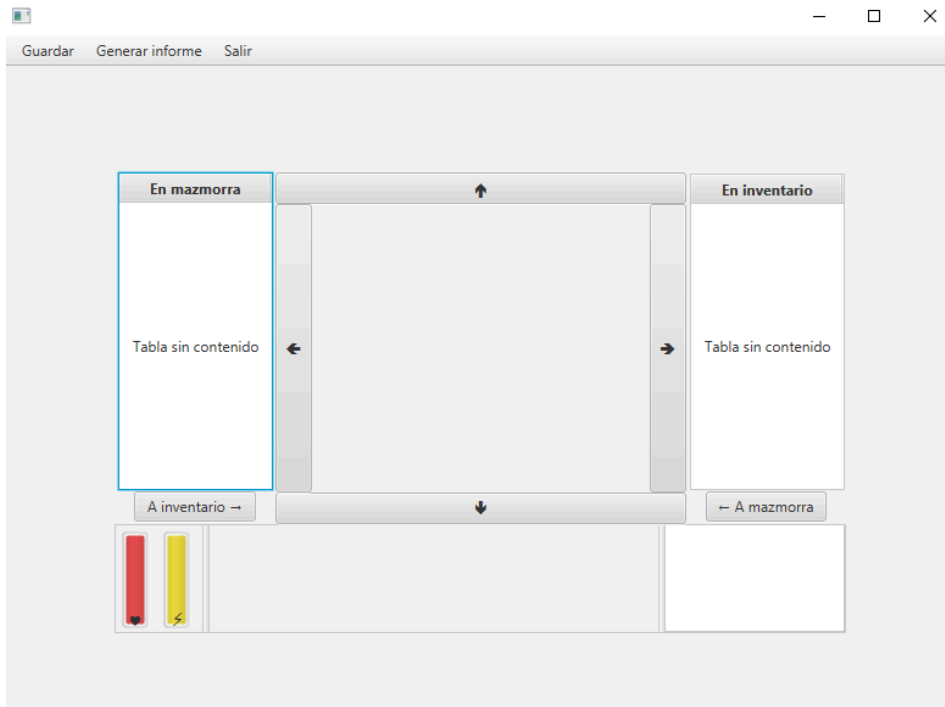 Guardar Generar informe Salir
En mazmorra
En inventario
Tabla sin contenido
Tabla sin contenido
A inventario →
← A mazmorra